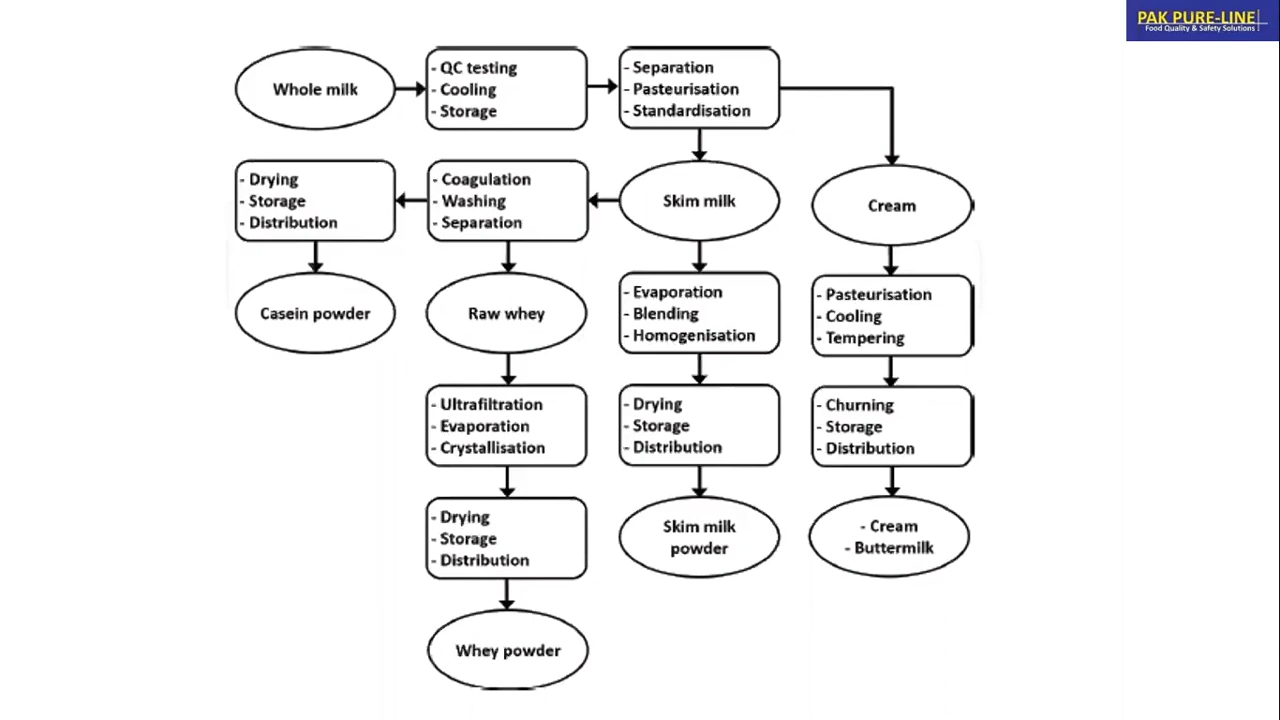 PAK PURE-LINE
Food Quality & Safety Solutions
Whole milk
- QC testing
- Cooling
- Storage
- Separation
- Pasteurisation
- Standardisation
- Drying
- Storage
- Distribution
- Coagulation
- Washing
- Separation
Skim milk
Cream
Casein powder
Raw whey
- Evaporation
- Blending
- Homogenisation
- Pasteurisation
- Cooling
- Tempering
- Ultrafiltration
- Evaporation
- Crystallisation
- Drying
- Storage
- Distribution
- Churning
- Storage
- Distribution
- Drying
- Storage
- Distribution
Skim milk
powder
- Cream
- Buttermilk
Whey powder